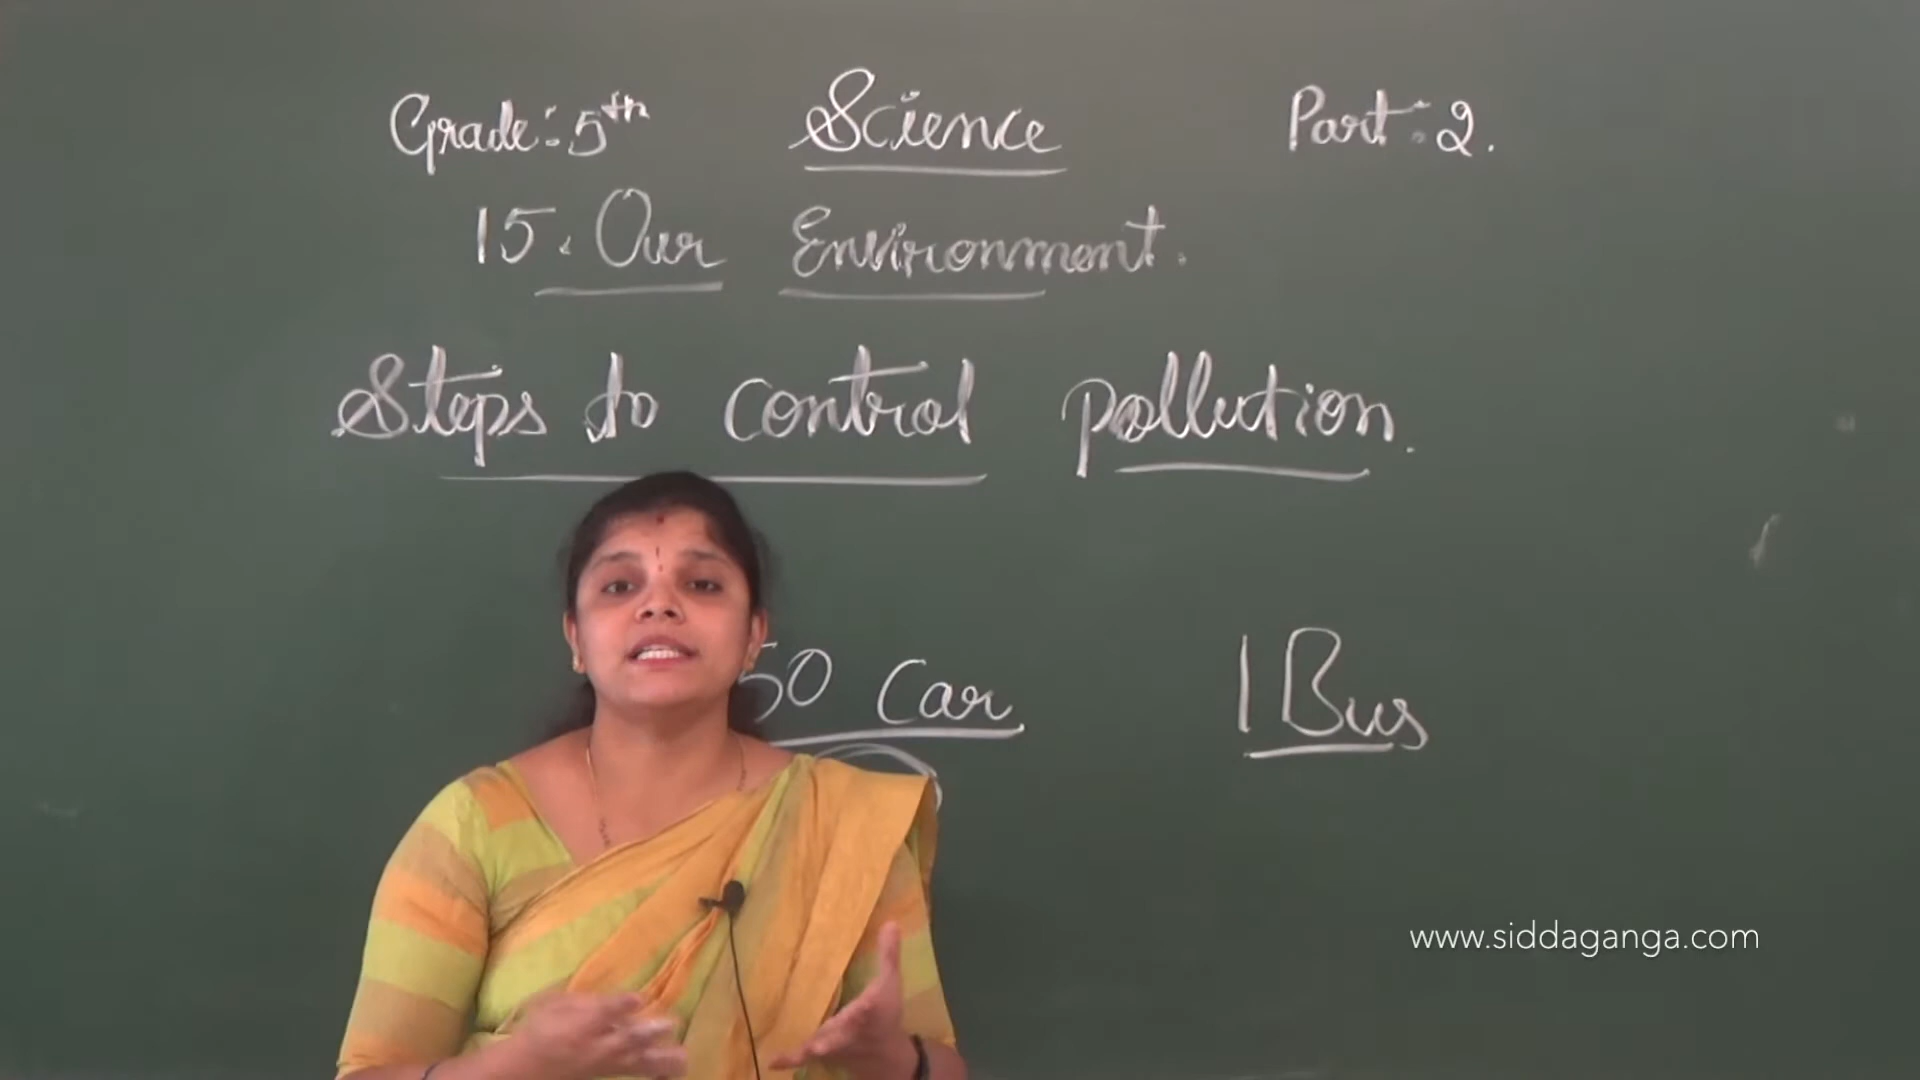 Grade: 5th Science Part: 2.
15. Our Environment.
Steps to control pollution.
50 Car 1 Bus
www.siddaganga.com